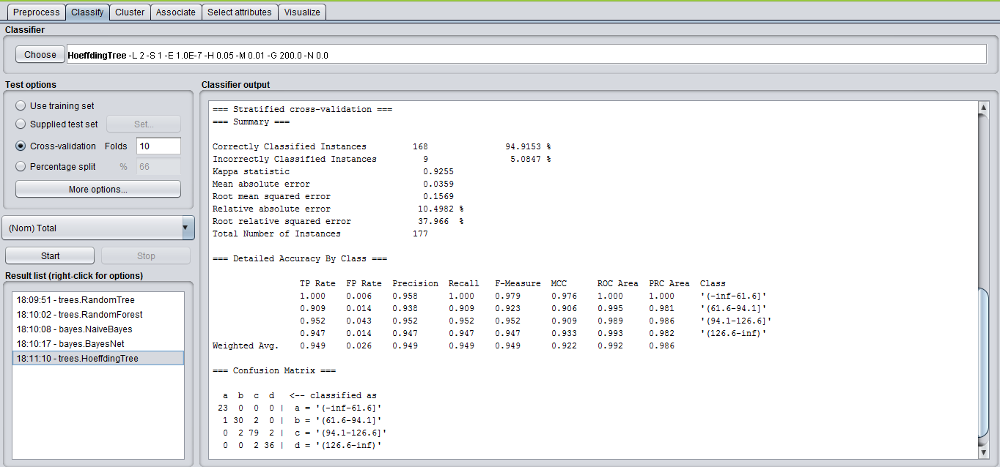 Preprocess Classify Cluster Associate Select attributes Visualize
Classifier
Choose HoeffdingTree -L 2 -S 1 -E 1.0E-7 -H 0.05 -M 0.01 -G 200.0 -N 0.0
Test options
Use training set
Supplied test set Set...
Cross-validation Folds 10
Percentage split % 66
More options...
(Nom) Total
Start Stop
Result list (right-click for options)
18:09:51 - trees.RandomTree
18:10:02 - trees.RandomForest
18:10:08 - bayes.NaiveBayes
18:10:17 - bayes.BayesNet
18:11:10 - trees.HoeffdingTree
Classifier output
=== Stratified cross-validation ===
=== Summary ===
Correctly Classified Instances 168 94.9153 %
Incorrectly Classified Instances 9 5.0847 %
Kappa statistic 0.9255
Mean absolute error 0.0359
Root mean squared error 0.1569
Relative absolute error 10.4982 %
Root relative squared error 37.966 %
Total Number of Instances 177
=== Detailed Accuracy By Class ===
TP Rate FP Rate Precision Recall F-Measure MCC ROC Area PRC Area Class
1.000 0.006 0.958 1.000 0.979 0.976 1.000 1.000 '(-inf-61.6]'
0.909 0.014 0.938 0.909 0.923 0.906 0.995 0.981 '(61.6-94.1]'
0.952 0.043 0.952 0.952 0.952 0.909 0.989 0.986 '(94.1-126.6]'
0.947 0.014 0.947 0.947 0.947 0.933 0.993 0.982 '(126.6-inf)'
Weighted Avg. 0.949 0.026 0.949 0.949 0.949 0.922 0.992 0.986
=== Confusion Matrix ===
a b c d <-- classified as
23 0 0 0 | a = '(-inf-61.6]'
1 30 2 0 | b = '(61.6-94.1]'
0 2 79 2 | c = '(94.1-126.6]'
0 0 2 36 | d = '(126.6-inf)'